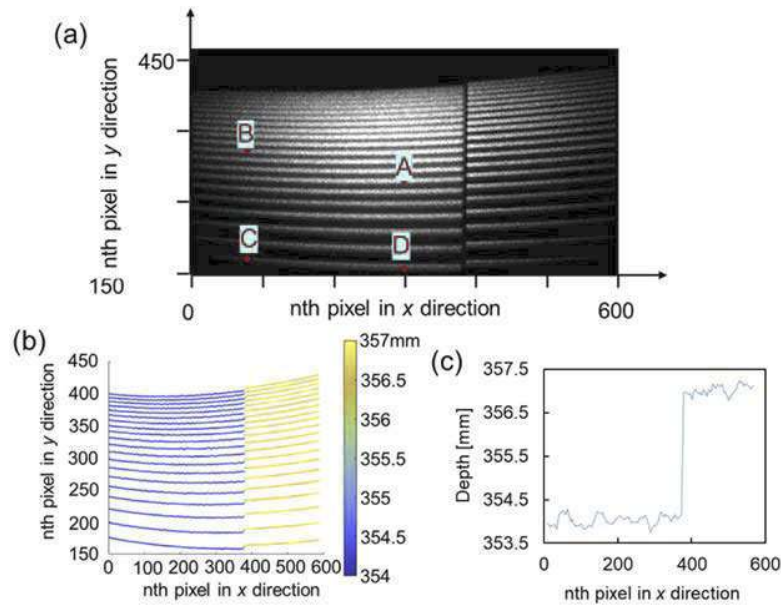 (a)
450
nth pixel in y direction
B
A
C
D
150
0
nth pixel in x direction
600
(b)
450
400
350
300
250
200
150
nth pixel in y direction
0 100 200 300 400 500 600
nth pixel in x direction
357mm
356.5
356
355.5
355
354.5
354
(c)
357.5
356.5
355.5
354.5
353.5
Depth [mm]
0 200 400 600
nth pixel in x direction